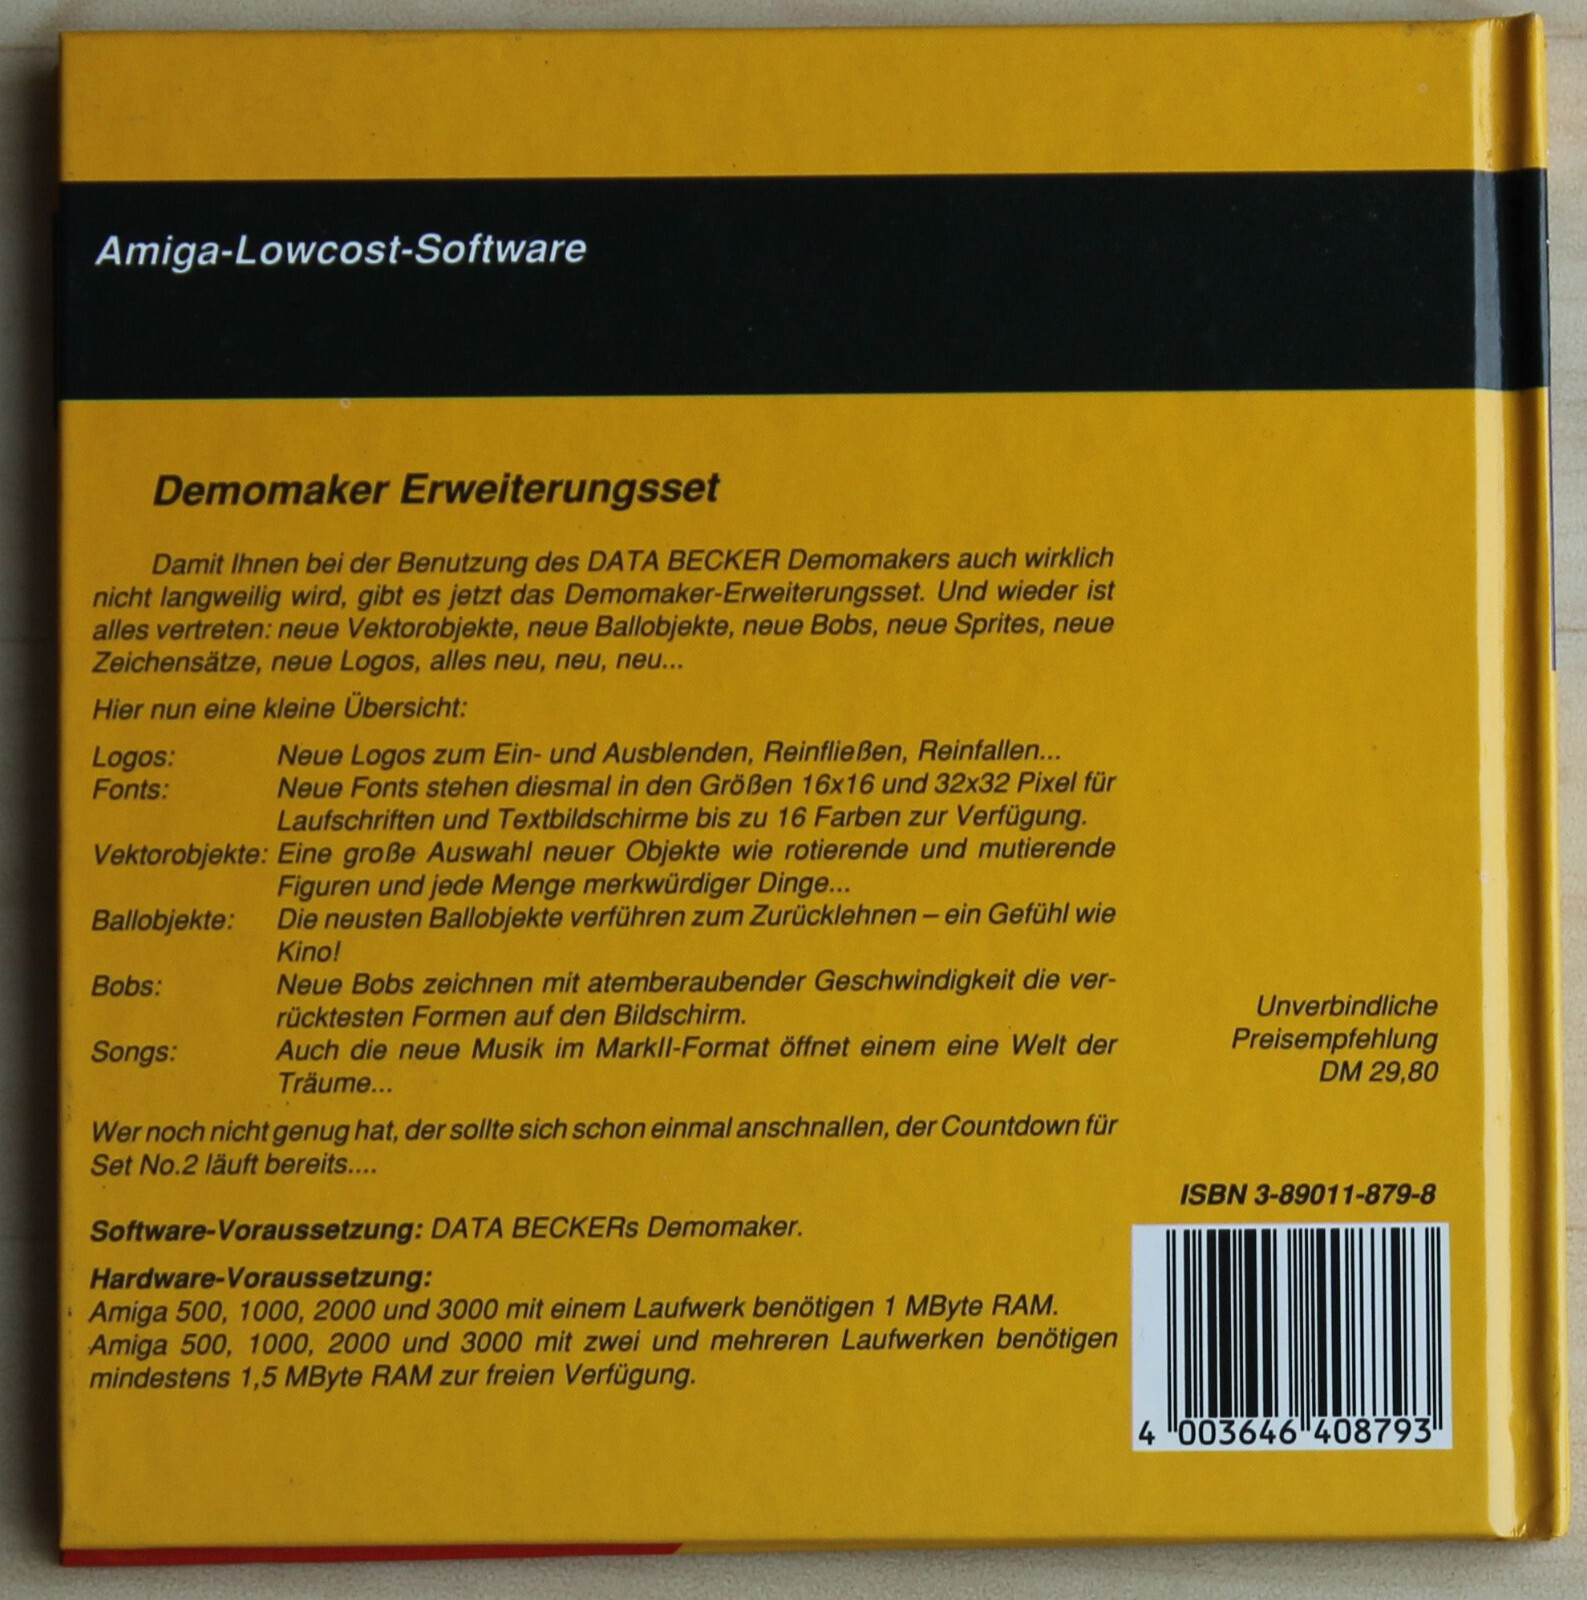 Amiga-Lowcost-Software
Demomaker Erweiterungsset
Damit Ihnen bei der Benutzung des DATA BECKER Demomakers auch wirklich
nicht langweilig wird, gibt es jetzt das Demomaker-Erweiterungsset. Und wieder ist
alles vertreten: neue Vektorobjekte, neue Ballobjekte, neue Bobs, neue Sprites, neue
Zeichensätze, neue Logos, alles neu, neu, neu...
Hier nun eine kleine Übersicht:
Logos: Neue Logos zum Ein- und Ausblenden, Reinfließen, Reinfallen...
Fonts: Neue Fonts stehen diesmal in den Größen 16x16 und 32x32 Pixel für
Laufschriften und Textbildschirme bis zu 16 Farben zur Verfügung.
Vektorobjekte: Eine große Auswahl neuer Objekte wie rotierende und mutierende
Figuren und jede Menge merkwürdiger Dinge...
Ballobjekte: Die neusten Ballobjekte verführen zum Zurücklehnen – ein Gefühl wie
Kino!
Bobs: Neue Bobs zeichnen mit atemberaubender Geschwindigkeit die ver-
rücktesten Formen auf den Bildschirm.
Songs: Auch die neue Musik im MarkII-Format öffnet einem eine Welt der
Träume...
Wer noch nicht genug hat, der sollte sich schon einmal anschnallen, der Countdown für
Set No.2 läuft bereits....
Software-Voraussetzung: DATA BECKERs Demomaker.
Hardware-Voraussetzung:
Amiga 500, 1000, 2000 und 3000 mit einem Laufwerk benötigen 1 MByte RAM.
Amiga 500, 1000, 2000 und 3000 mit zwei und mehreren Laufwerken benötigen
mindestens 1,5 MByte RAM zur freien Verfügung.
Unverbindliche
Preisempfehlung
DM 29,80
ISBN 3-89011-879-8
4 003646 408793